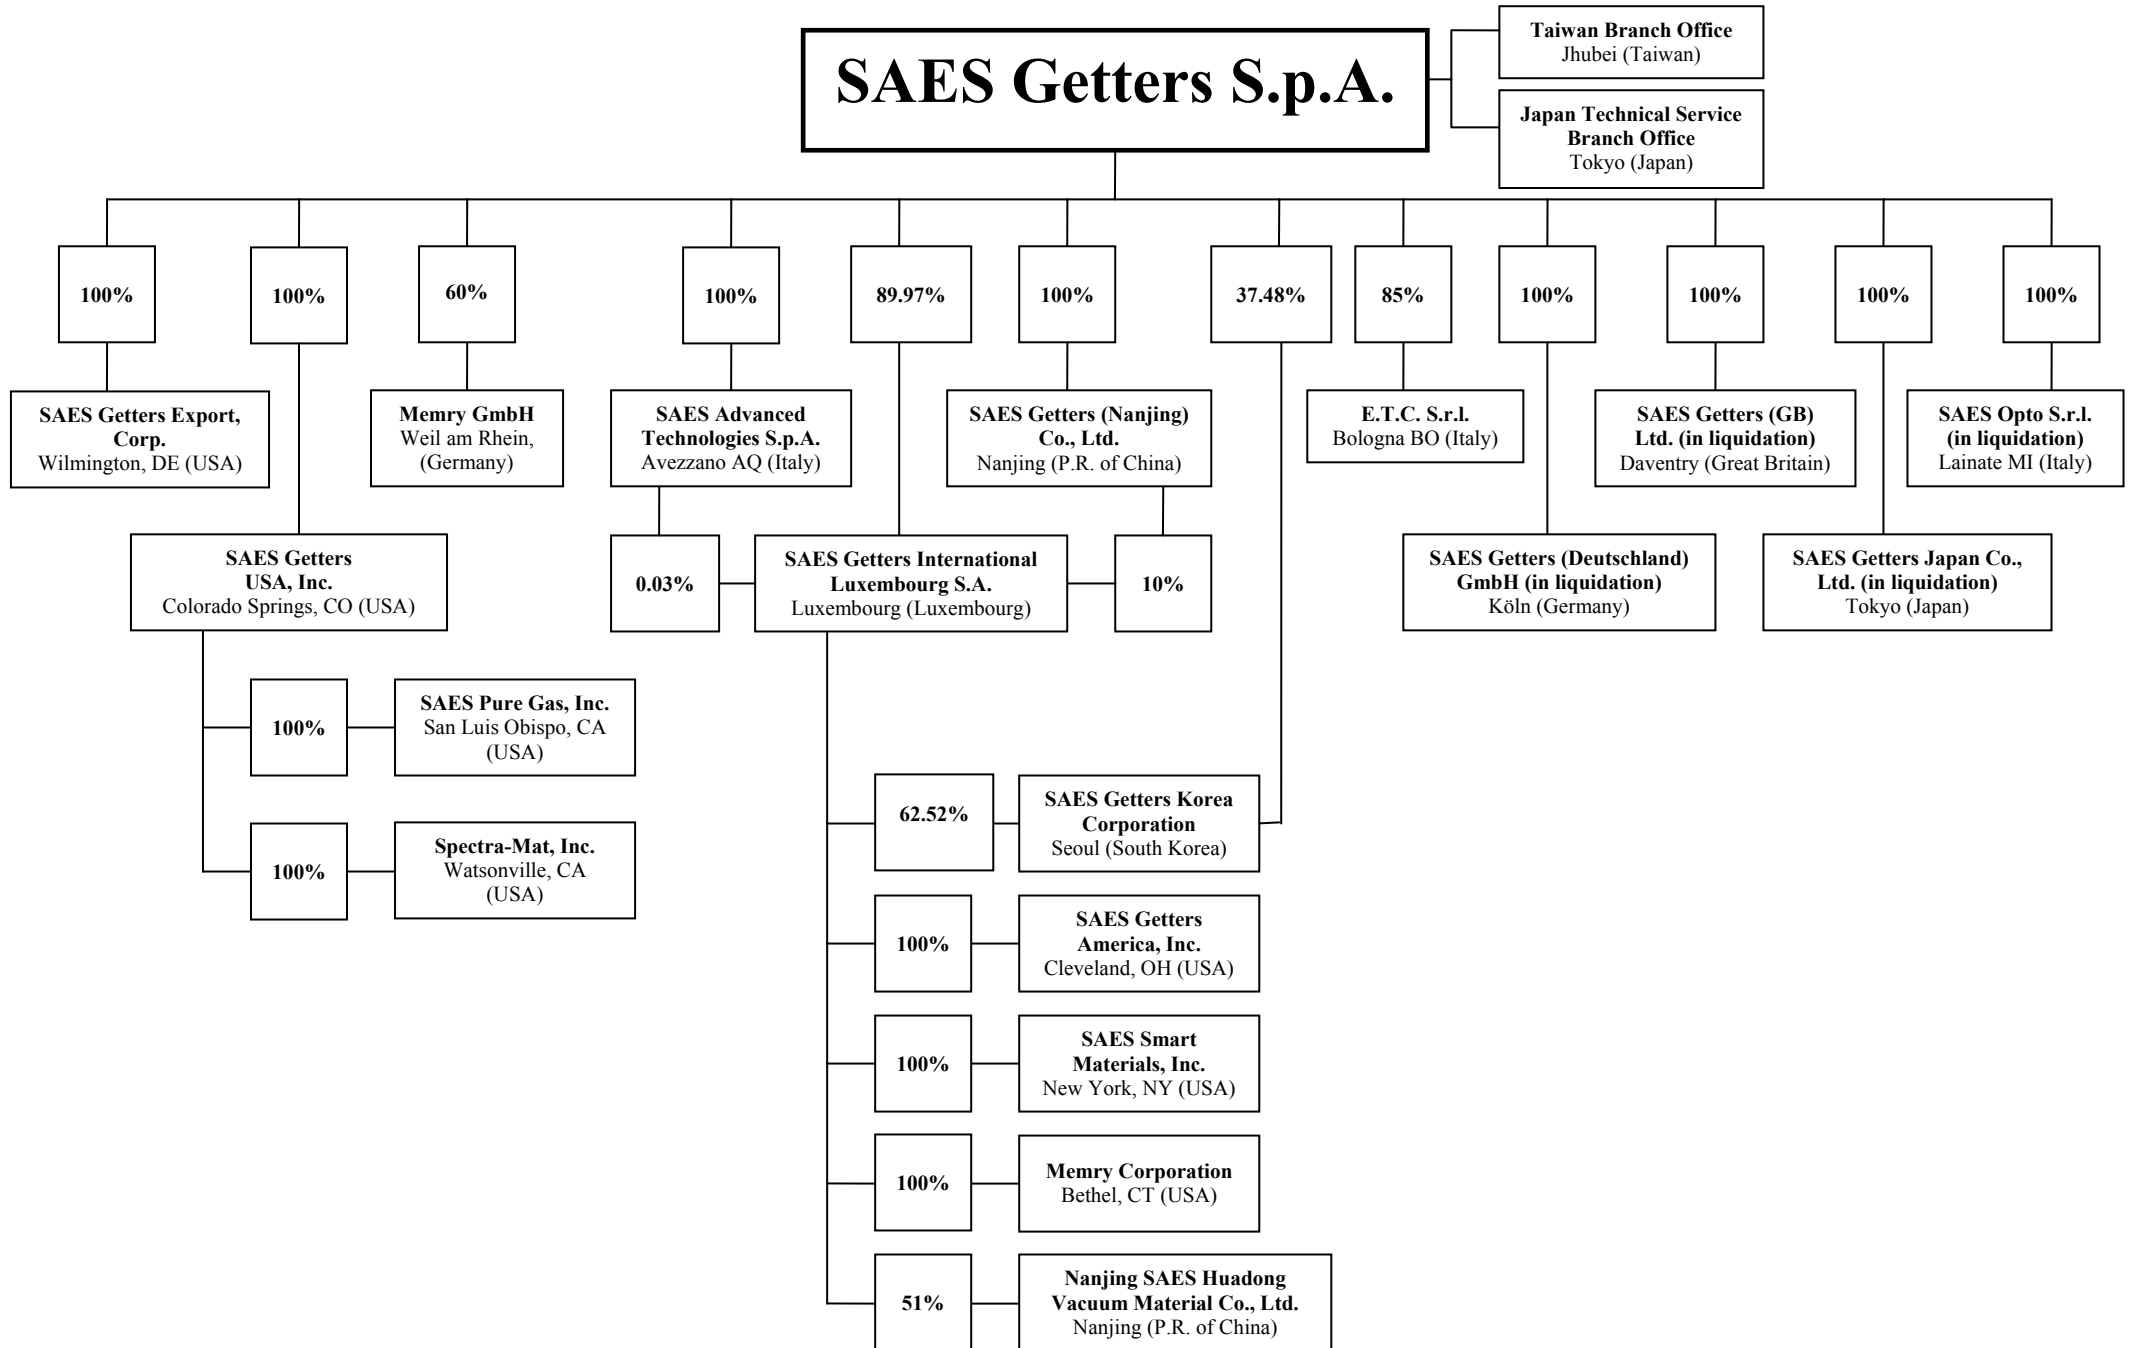 SAES Getters S.p.A.
Taiwan Branch Office
Jhubei (Taiwan)
Japan Technical Service
Branch Office
Tokyo (Japan)
100%
100%
60%
100%
89.97%
100%
37.48%
85%
100%
100%
100%
100%
SAES Getters Export,
Corp.
Wilmington, DE (USA)
Memry GmbH
Weil am Rhein,
(Germany)
SAES Advanced
Technologies S.p.A.
Avezzano AQ (Italy)
SAES Getters (Nanjing)
Co., Ltd.
Nanjing (P.R. of China)
E.T.C. S.r.l.
Bologna BO (Italy)
SAES Getters (GB)
Ltd. (in liquidation)
Daventry (Great Britain)
SAES Opto S.r.l.
(in liquidation)
Lainate MI (Italy)
SAES Getters
USA, Inc.
Colorado Springs, CO (USA)
0.03%
SAES Getters International
Luxembourg S.A.
Luxembourg (Luxembourg)
10%
SAES Getters (Deutschland)
GmbH (in liquidation)
Köln (Germany)
SAES Getters Japan Co.,
Ltd. (in liquidation)
Tokyo (Japan)
100%
SAES Pure Gas, Inc.
San Luis Obispo, CA
(USA)
100%
Spectra-Mat, Inc.
Watsonville, CA
(USA)
62.52%
SAES Getters Korea
Corporation
Seoul (South Korea)
100%
SAES Getters
America, Inc.
Cleveland, OH (USA)
100%
SAES Smart
Materials, Inc.
New York, NY (USA)
100%
Memry Corporation
Bethel, CT (USA)
51%
Nanjing SAES Huadong
Vacuum Material Co., Ltd.
Nanjing (P.R. of China)